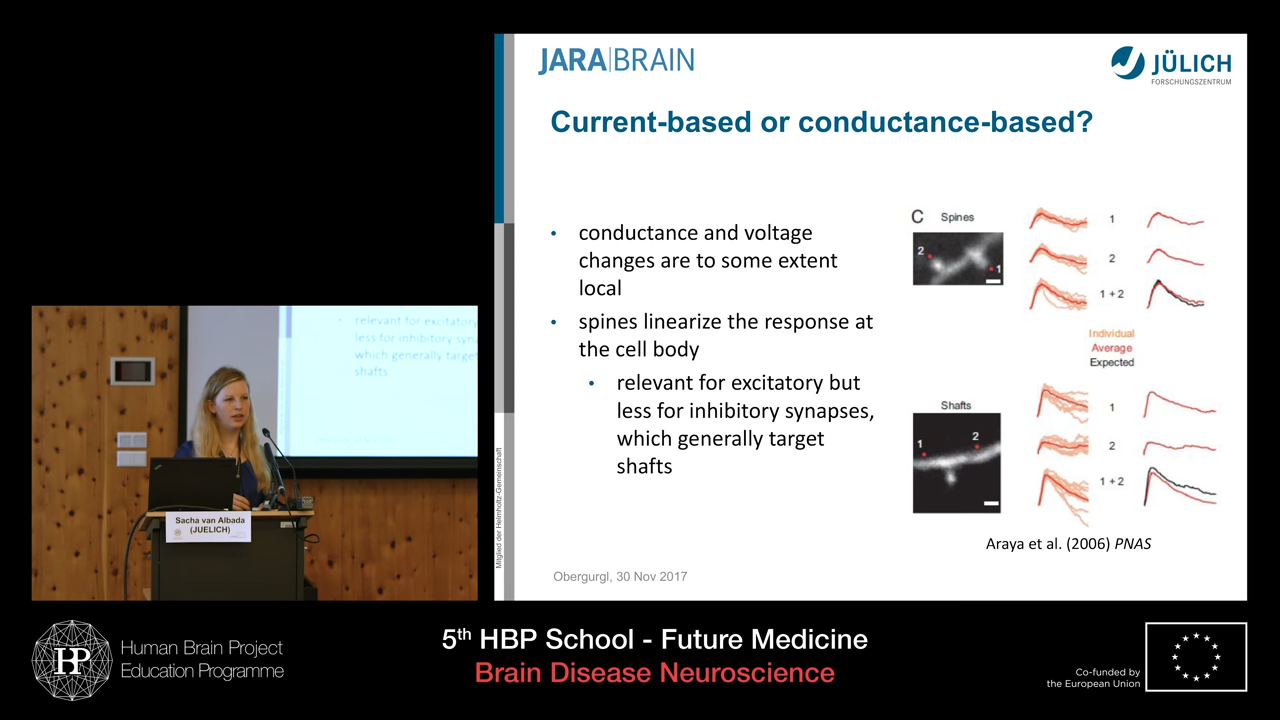 JARA|BRAIN
JÜLICH
FORSCHUNGSZENTRUM
Current-based or conductance-based?
• conductance and voltage
changes are to some extent
local
• spines linearize the response at
the cell body
• relevant for excitatory but
less for inhibitory synapses,
which generally target
shafts
C Spines
2
1
1
2
1 + 2
Individual
Average
Expected
Shafts
1
2
1
2
1 + 2
Araya et al. (2006) PNAS
Mitglied der Helmholtz-Gemeinschaft
Obergurgl, 30 Nov 2017
• relevant for excitatory
less for inhibitory syna
which generally target
shafts
Sacha van Albada
(JUELICH)
HBP
Human Brain Project
Education Programme
5th HBP School - Future Medicine
Brain Disease Neuroscience
Co-funded by
the European Union